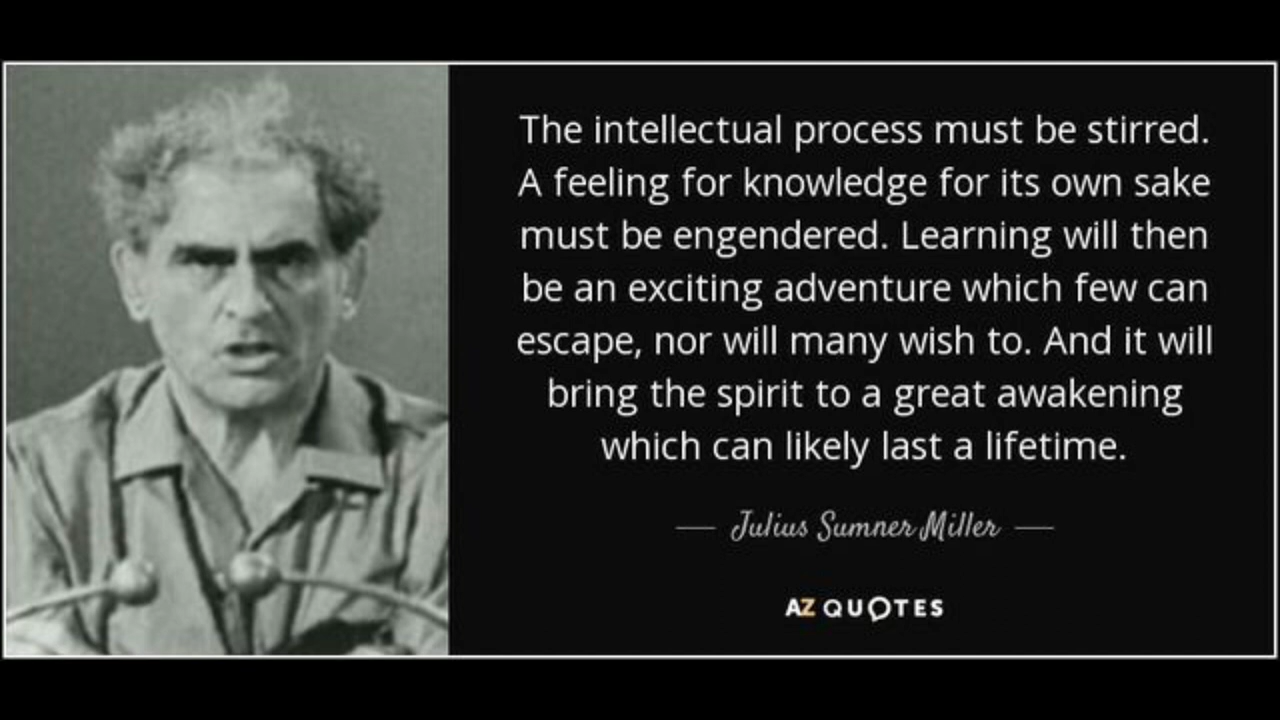 The intellectual process must be stirred.
A feeling for knowledge for its own sake
must be engendered. Learning will then
be an exciting adventure which few can
escape, nor will many wish to. And it will
bring the spirit to a great awakening
which can likely last a lifetime.
Julius Sumner Miller
AZ QUOTES